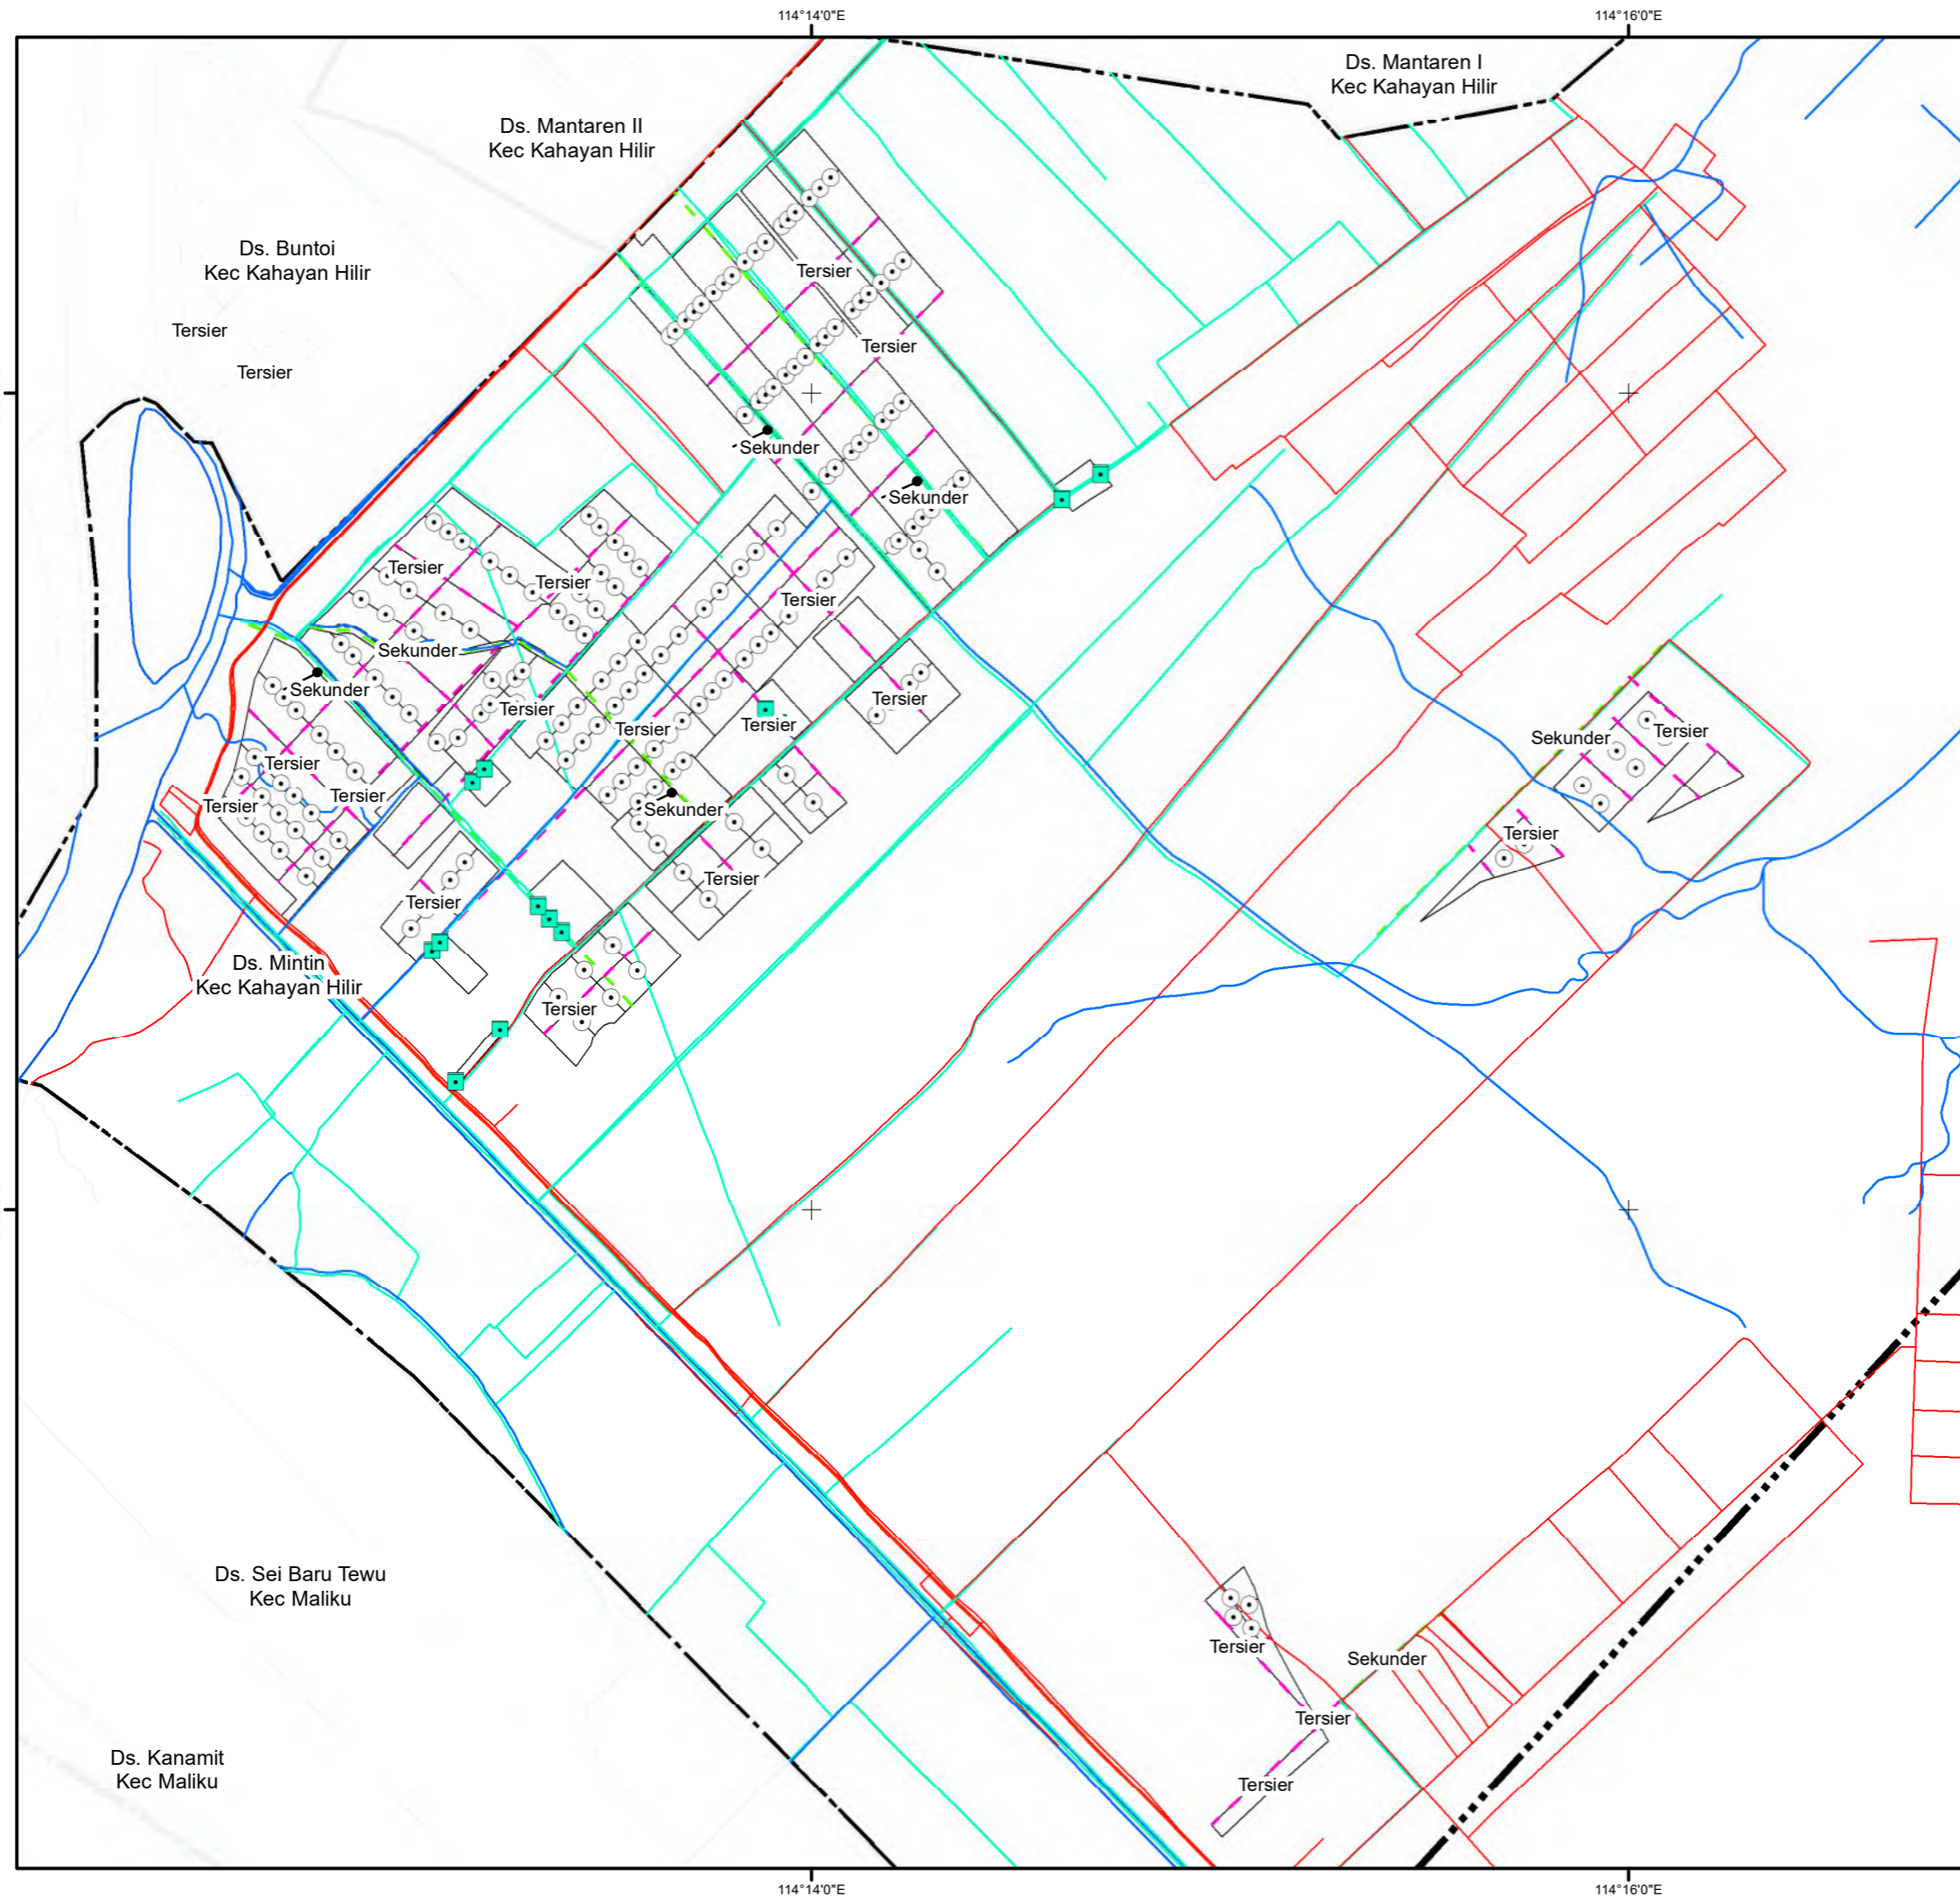 114°14'0"E
114°16'0"E
Ds. Mantaren I
Kec Kahayan Hilir
Ds. Mantaren II
Kec Kahayan Hilir
Ds. Buntoi
Kec Kahayan Hilir
Tersier
Tersier
Tersier
Tersier
Sekunder
Sekunder
Tersier
Tersier
Tersier
Sekunder
Sekunder
Tersier
Tersier
Tersier
Tersier
Sekunder
Tersier
Tersier
Tersier
Tersier
Sekunder
Tersier
Tersier
Tersier
Ds. Mintin
Kec Kahayan Hilir
Tersier
Ds. Sei Baru Tewu
Kec Maliku
Tersier
Sekunder
Tersier
Ds. Kanamit
Kec Maliku
Tersier
114°14'0"E
114°16'0"E